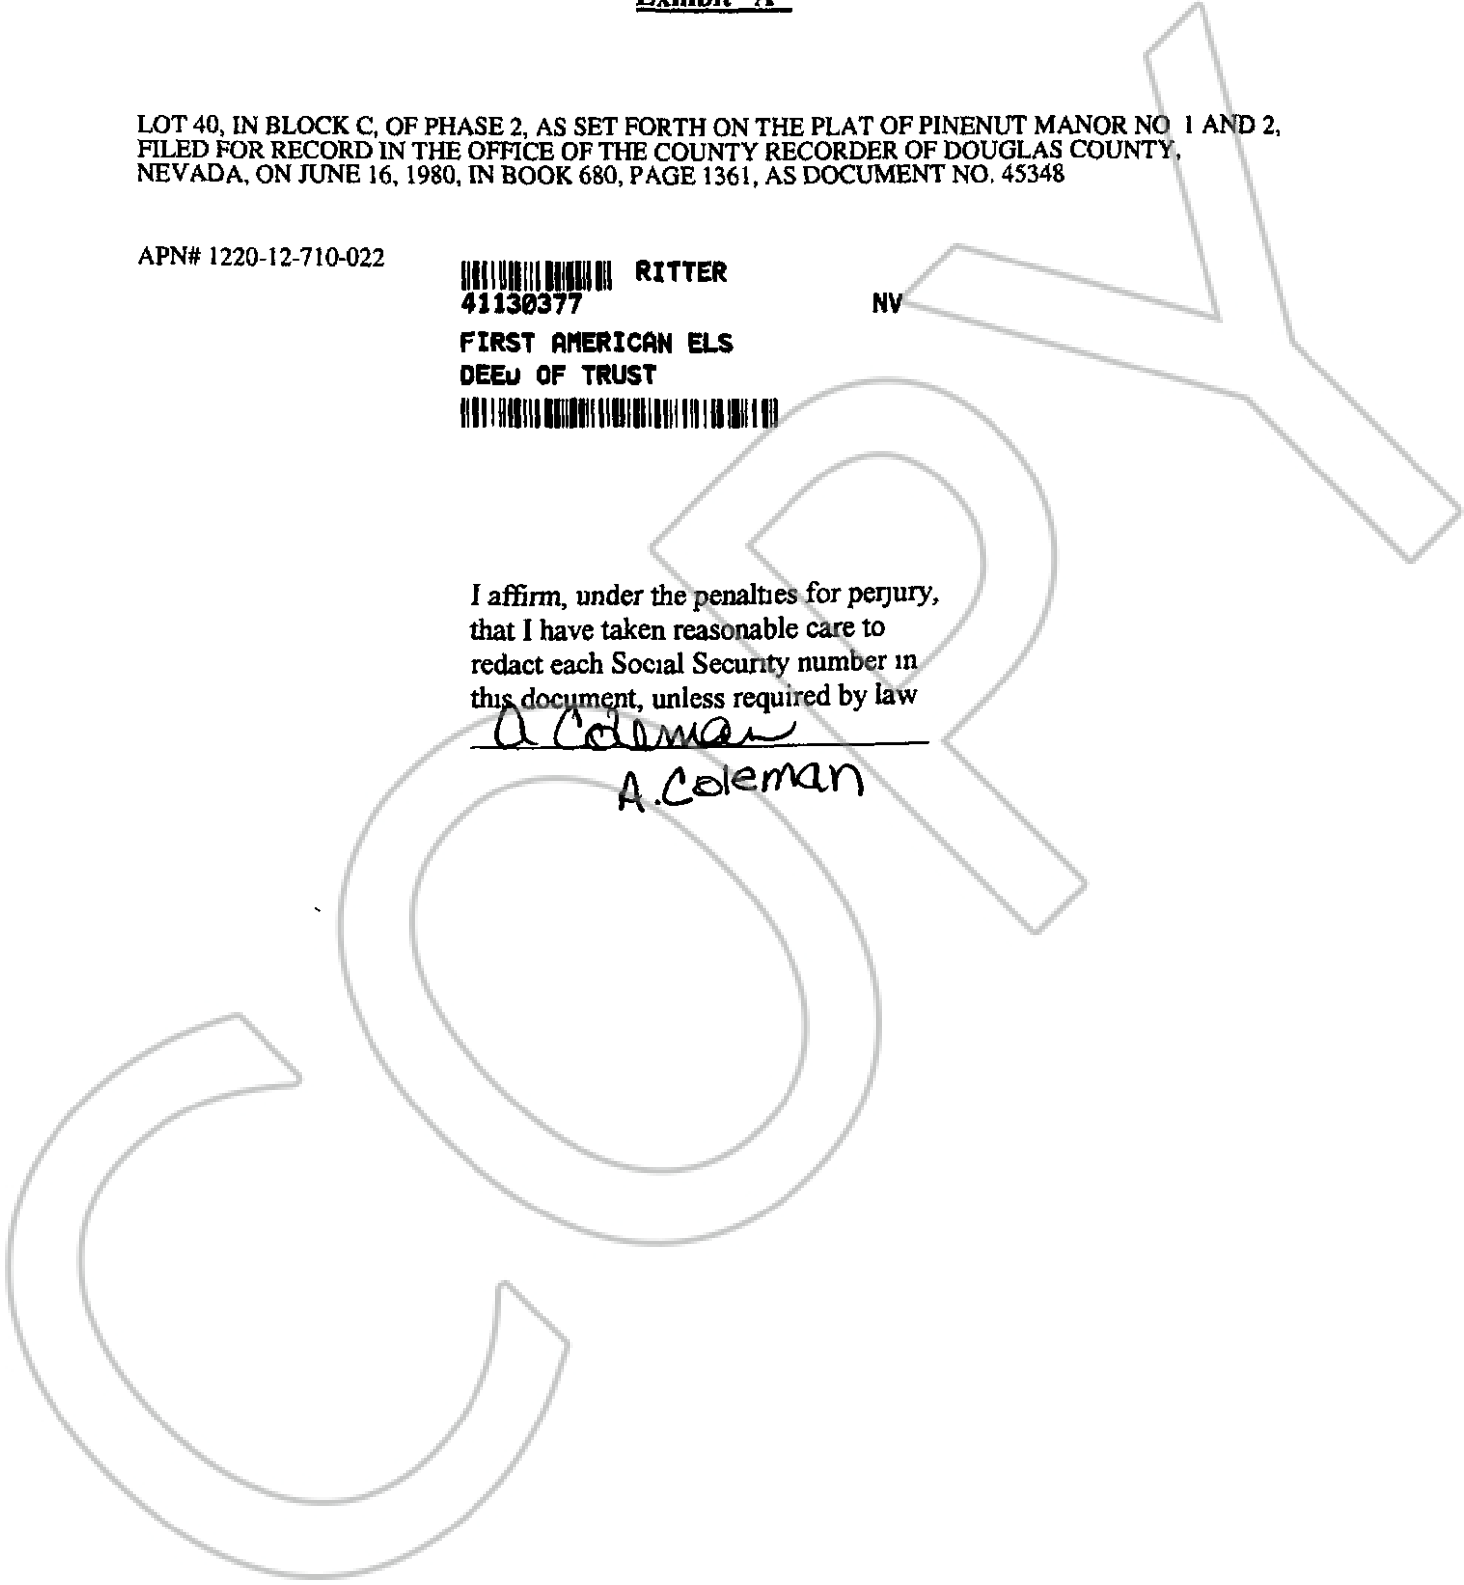 Exhibit "A"
LOT 40, IN BLOCK C, OF PHASE 2, AS SET FORTH ON THE PLAT OF PINENUT MANOR NO 1 AND 2,
FILED FOR RECORD IN THE OFFICE OF THE COUNTY RECORDER OF DOUGLAS COUNTY,
NEVADA, ON JUNE 16, 1980, IN BOOK 680, PAGE 1361, AS DOCUMENT NO. 45348
APN# 1220-12-710-022
RITTER
41130377 NV
FIRST AMERICAN ELS
DEED OF TRUST
I affirm, under the penalties for perjury,
that I have taken reasonable care to
redact each Social Security number in
this document, unless required by law
A Coleman
A. Coleman
COPY